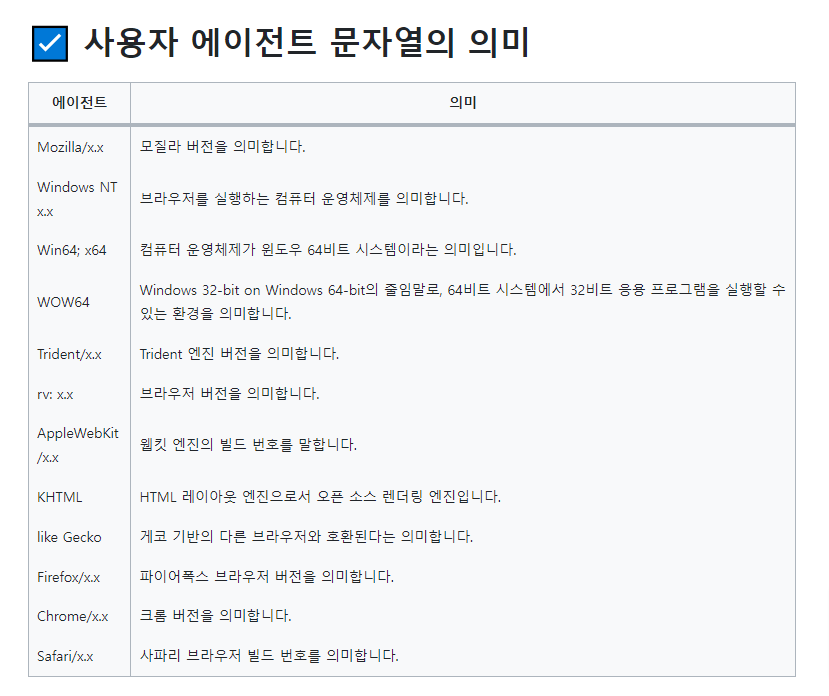 사용자 에이전트 문자열의 의미
에이전트 의미
Mozilla/x.x 모질라 버전을 의미합니다.
Windows NT
x.x
브라우저를 실행하는 컴퓨터 운영체제를 의미합니다.
Win64; x64 컴퓨터 운영체제가 윈도우 64비트 시스템이라는 의미입니다.
WOW64
Windows 32-bit on Windows 64-bit의 줄임말로, 64비트 시스템에서 32비트 응용 프로그램을 실행할 수
있는 환경을 의미합니다.
Trident/x.x Trident 엔진 버전을 의미합니다.
rv: x.x 브라우저 버전을 의미합니다.
AppleWebKit
/x.x
웹킷 엔진의 빌드 번호를 말합니다.
KHTML HTML 레이아웃 엔진으로서 오픈 소스 렌더링 엔진입니다.
like Gecko 게코 기반의 다른 브라우저와 호환된다는 의미합니다.
Firefox/x.x 파이어폭스 브라우저 버전을 의미합니다.
Chrome/x.x 크롬 버전을 의미합니다.
Safari/x.x 사파리 브라우저 빌드 번호를 의미합니다.